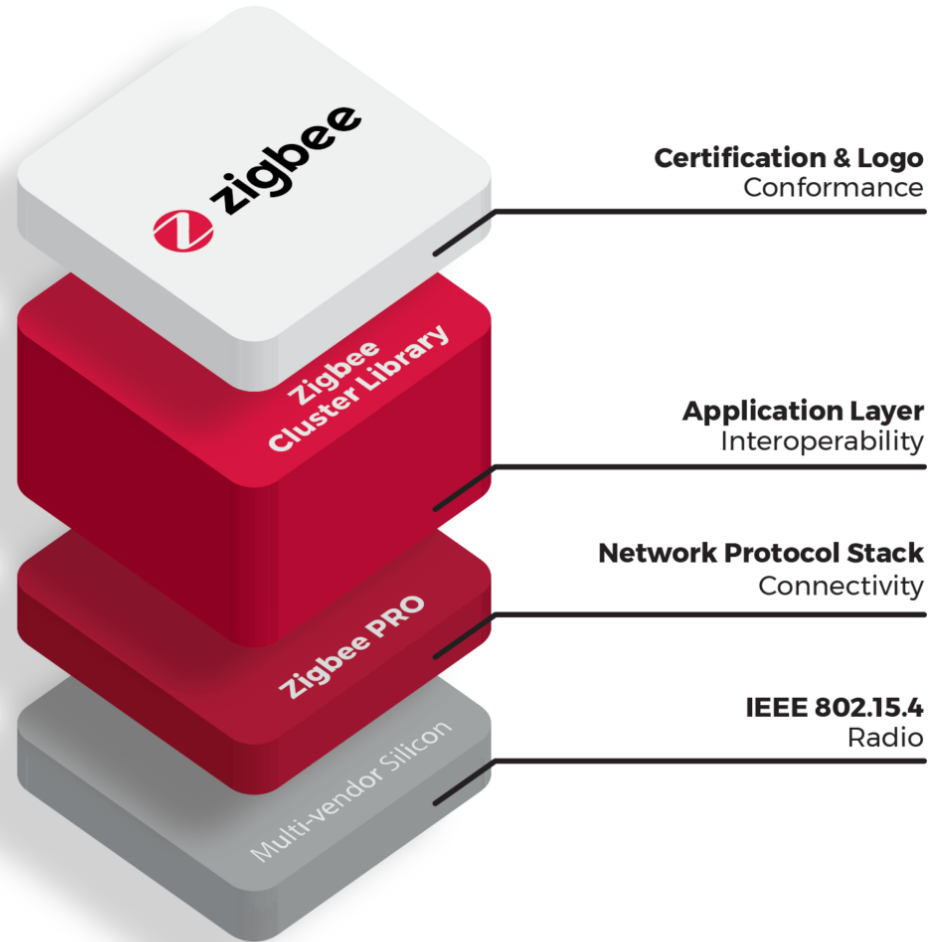 zigbee
Certification & Logo
Conformance
Zigbee
Cluster Library
Application Layer
Interoperability
Network Protocol Stack
Connectivity
Zigbee PRO
IEEE 802.15.4
Radio
Multi-vendor Silicon